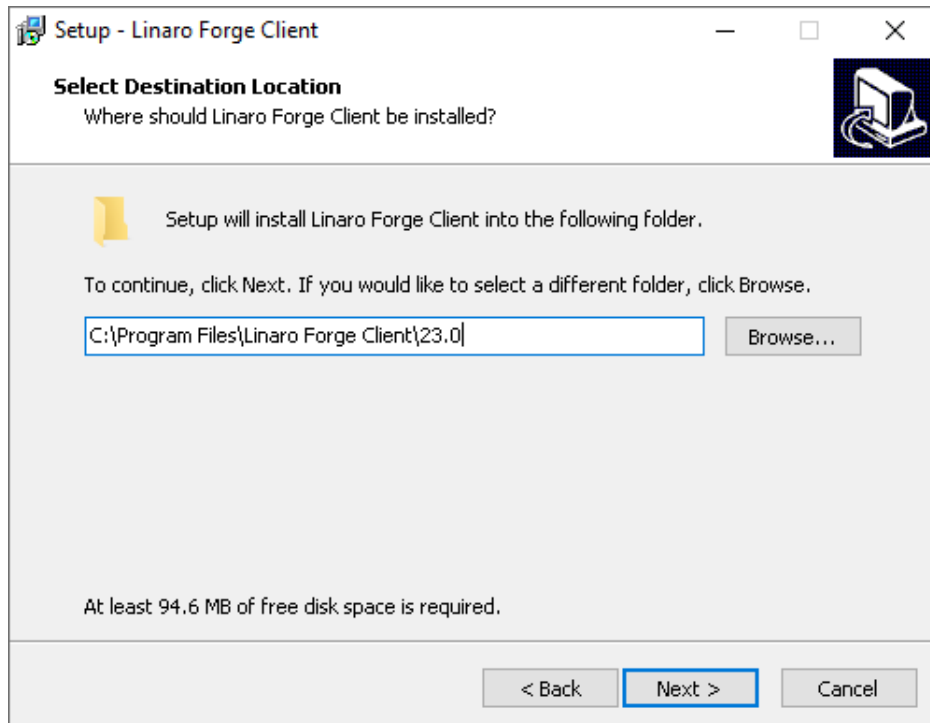 Setup - Linaro Forge Client
Select Destination Location
Where should Linaro Forge Client be installed?
Setup will install Linaro Forge Client into the following folder.
To continue, click Next. If you would like to select a different folder, click Browse.
C:\Program Files\Linaro Forge Client\23.0
Browse...
At least 94.6 MB of free disk space is required.
< Back
Next >
Cancel